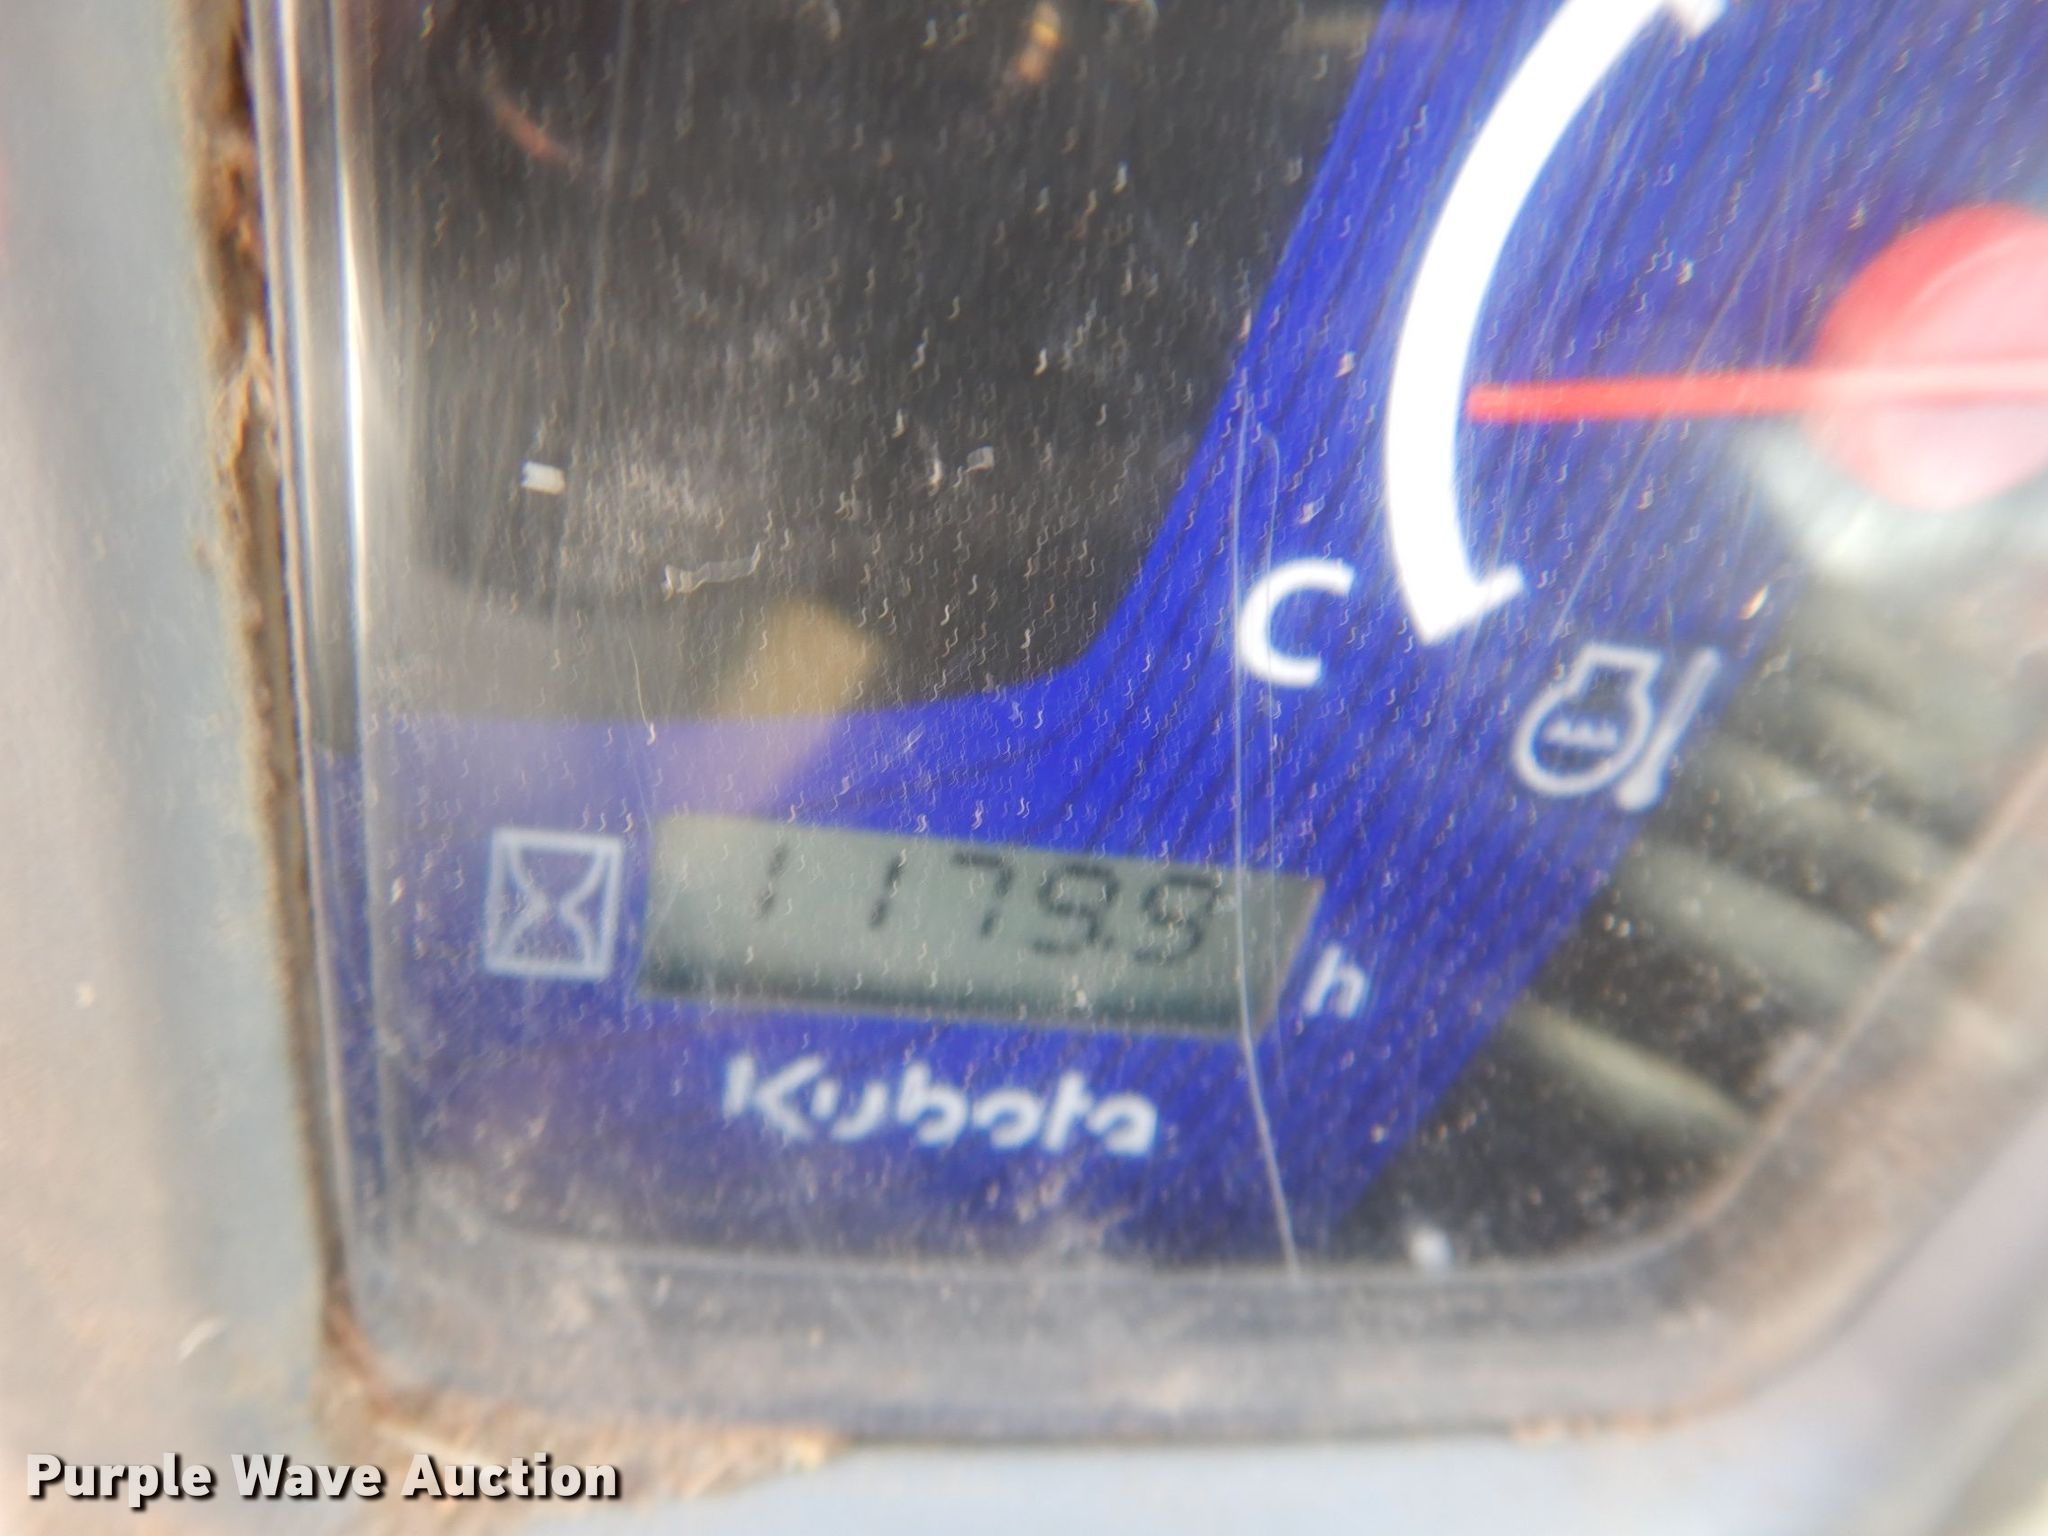 C
1179.9 h
Kubota
Purple Wave Auction